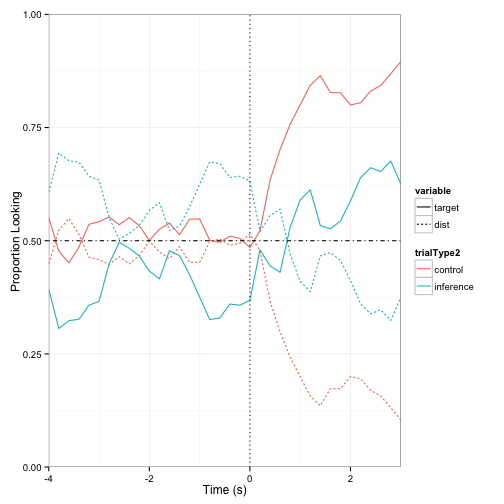 1.00
0.75
0.50
0.25
0.00
Proportion Looking
-4
-2
0
2
Time (s)
variable
target
dist
trialType2
control
inference